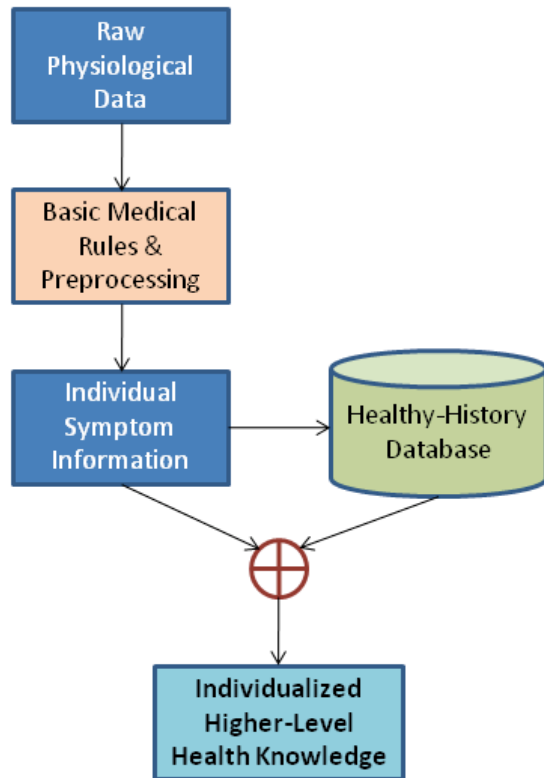 Raw
Physiological
Data
Basic Medical
Rules &
Preprocessing
Individual
Symptom
Information
Healthy-History
Database
Individualized
Higher-Level
Health Knowledge